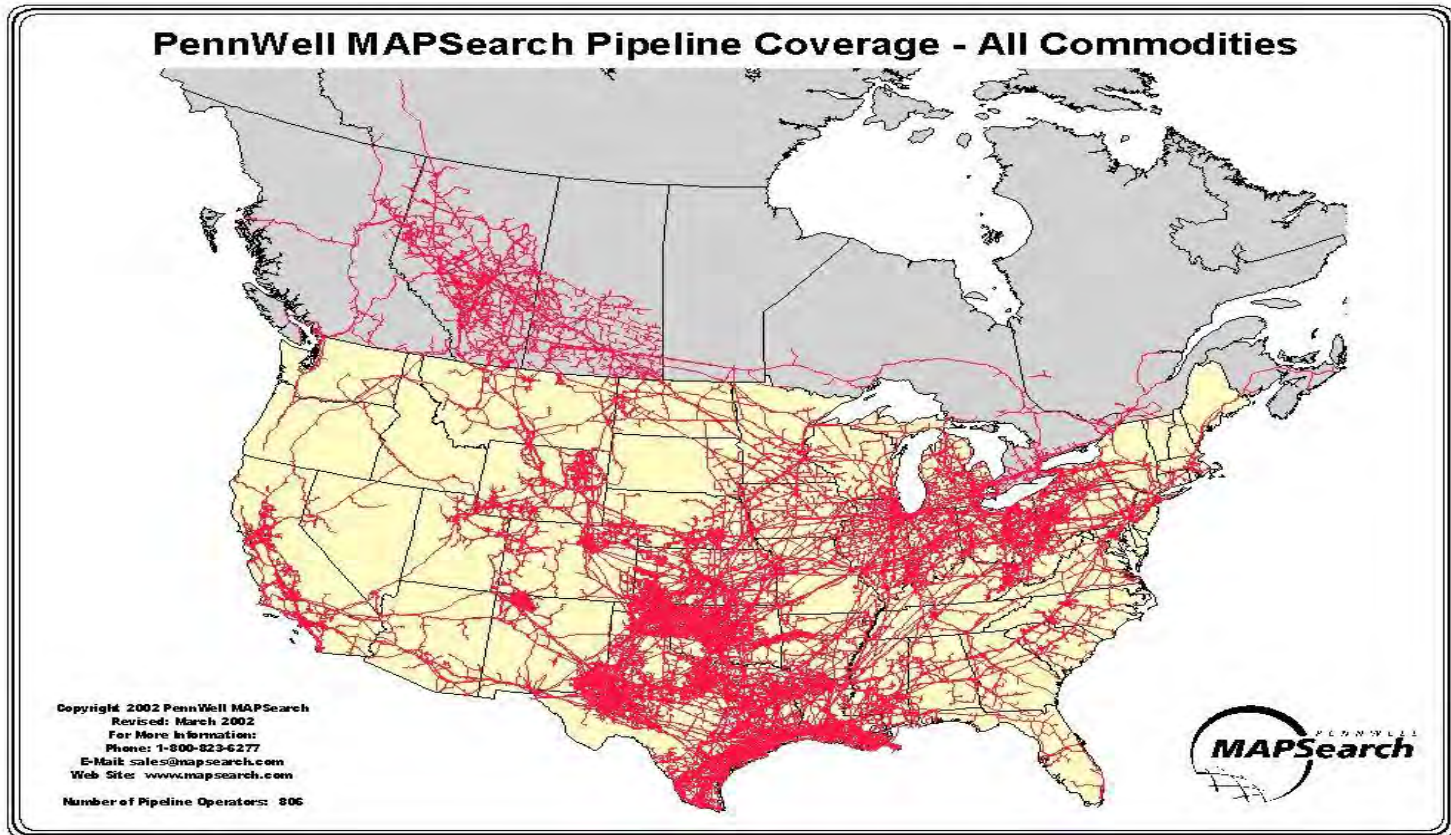 PennWell MAPSearch Pipeline Coverage - All Commodities
Copyright 2002 PennWell MAPSearch
Revised: March 2002
For More Information:
Phone: 1-800-823-6277
E-Mail: sales@mapsearch.com
Web Site: www.mapsearch.com
Number of Pipeline Operators: 806
PENNWELL
MAPSearch